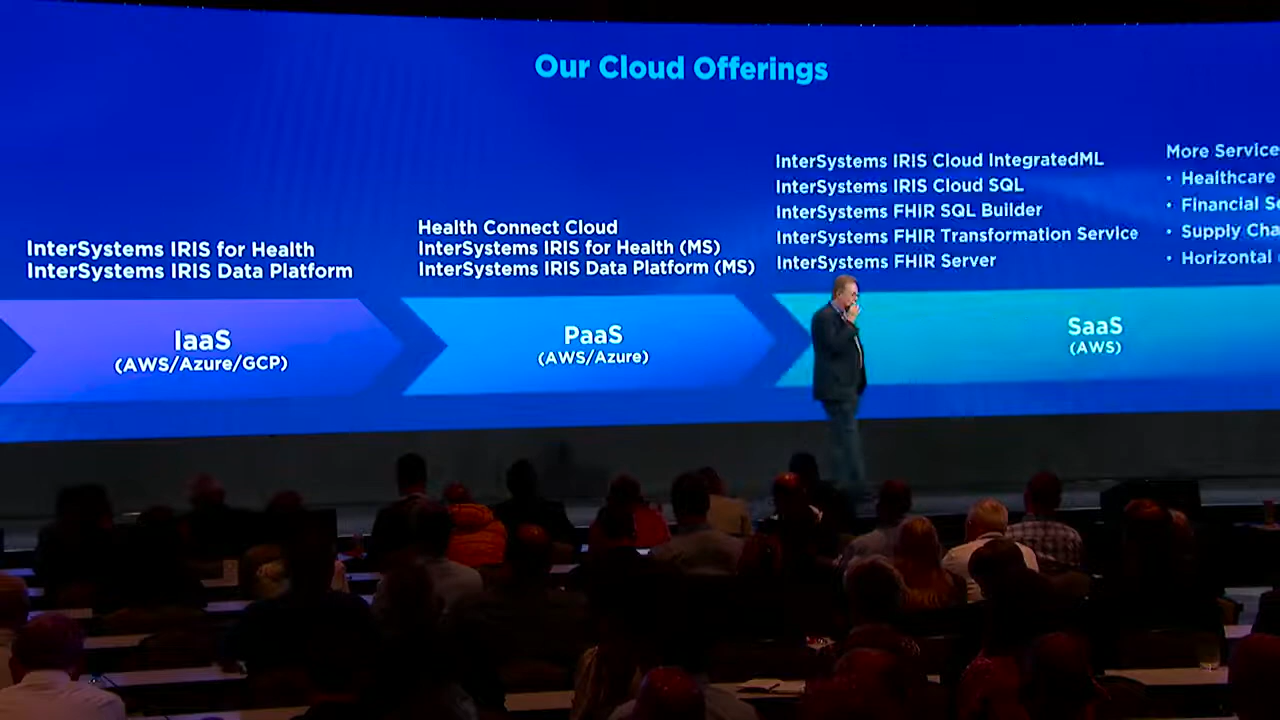 Our Cloud Offerings
InterSystems IRIS for Health
InterSystems IRIS Data Platform
IaaS
(AWS/Azure/GCP)
Health Connect Cloud
InterSystems IRIS for Health (MS)
InterSystems IRIS Data Platform (MS)
PaaS
(AWS/Azure)
InterSystems IRIS Cloud IntegratedML
InterSystems IRIS Cloud SQL
InterSystems FHIR SQL Builder
InterSystems FHIR Transformation Service
InterSystems FHIR Server
SaaS
(AWS)
More Service
• Healthcare
• Financial Se
• Supply Cha
• Horizontal